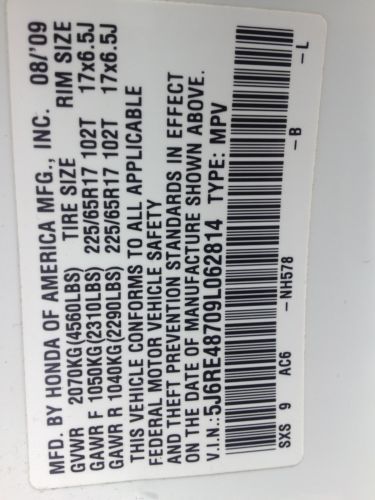 MFD. BY HONDA OF AMERICA MFG., INC. 08/'09
GVWR 2070KG(4560LBS) TIRE SIZE RIM SIZE
GAWR F 1050KG(2310LBS) 225/65R17 102T 17x6.5J
GAWR R 1040KG(2290LBS) 225/65R17 102T 17x6.5J
THIS VEHICLE CONFORMS TO ALL APPLICABLE
FEDERAL MOTOR VEHICLE SAFETY
AND THEFT PREVENTION STANDARDS IN EFFECT
ON THE DATE OF MANUFACTURE SHOWN ABOVE.
V.I.N.:5J6RE48709L062814 TYPE: MPV
SXS 9 AC6 -NH578 -B -L